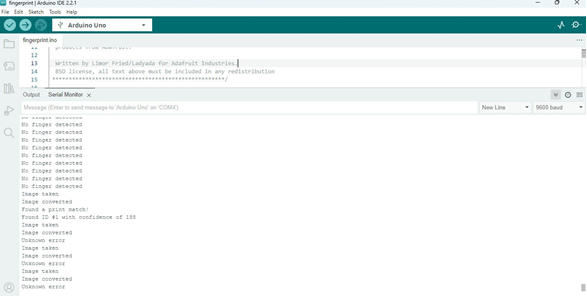 fingerprint | Arduino IDE 2.2.1
File Edit Sketch Tools Help
Arduino Uno
fingerprint.ino
11 products from Adafruit!
12
13 Written by Limor Fried/Ladyada for Adafruit Industries.
14 BSD license, all text above must be included in any redistribution
15 ****************************************************/
16
Output Serial Monitor
Message (Enter to send message to 'Arduino Uno' on 'COM4')
New Line
9600 baud
No finger detected
No finger detected
No finger detected
No finger detected
No finger detected
No finger detected
No finger detected
No finger detected
No finger detected
Image taken
Image converted
Found a print match!
Found ID #1 with confidence of 188
Image taken
Image converted
Unknown error
Image taken
Image converted
Unknown error
Image taken
Image converted
Unknown error